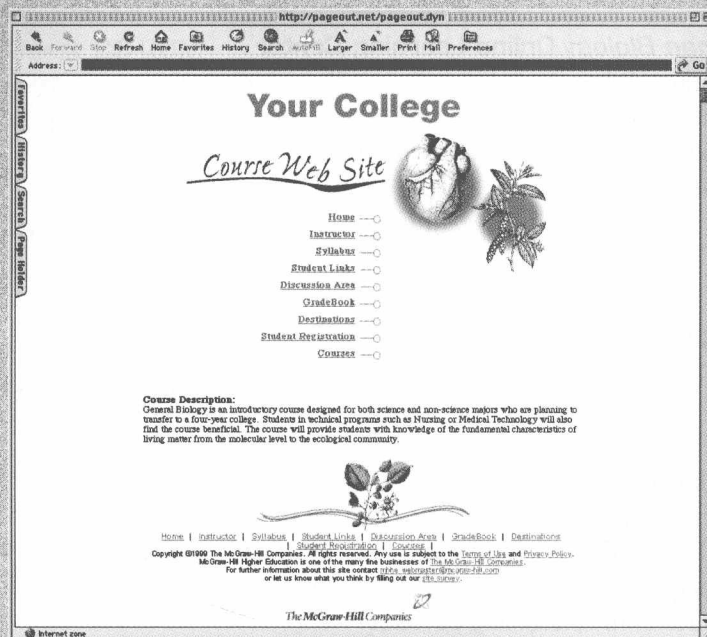 http://pageout.net/pageout.dyn
Back Forward Stop Refresh Home Favorites History Search AutoFill Larger Smaller Print Mail Preferences
Address:
Go
Favorites
History
Search
Page Holder
Your College
Course Web Site
Home
Instructor
Syllabus
Student Links
Discussion Area
GradeBook
Destinations
Student Registration
Courses
Course Description:
General Biology is an introductory course designed for both science and non-science majors who are planning to
transfer to a four-year college. Students in technical programs such as Nursing or Medical Technology will also
find the course beneficial. The course will provide students with knowledge of the fundamental characteristics of
living matter from the molecular level to the ecological community.
Home | Instructor | Syllabus | Student Links | Discussion Area | GradeBook | Destinations
| Student Registration | Courses |
Copyright ©1999 The McGraw-Hill Companies. All rights reserved. Any use is subject to the Terms of Use and Privacy Policy.
McGraw-Hill Higher Education is one of the many fine businesses of The McGraw-Hill Companies.
For further information about this site contact mhhe_webmaster@mcgraw-hill.com
or let us know what you think by filling out our site survey.
The McGraw-Hill Companies
Internet zone